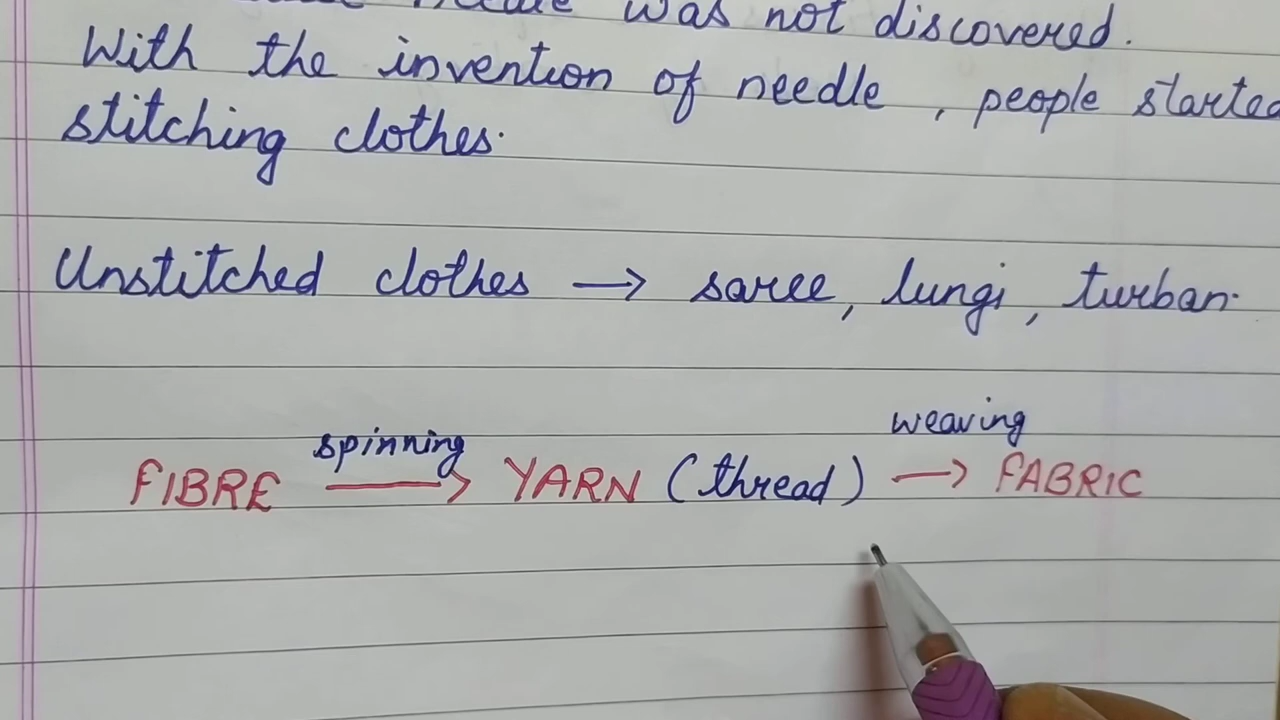 needle was not discovered.
With the invention of needle, people started
stitching clothes.
Unstitched clothes → saree, lungi, turban.
spinning weaving
FIBRE → YARN (thread) → FABRIC